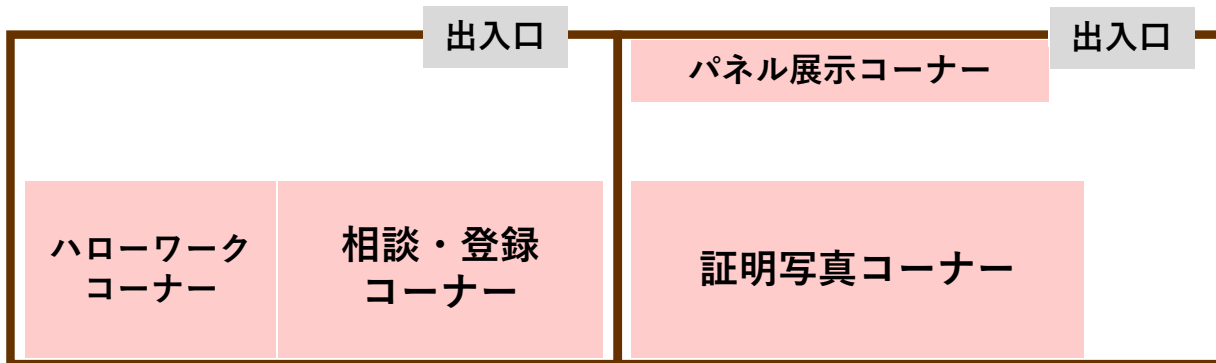 出入口
出入口
パネル展示コーナー
ハローワーク
コーナー
相談・登録
コーナー
証明写真コーナー